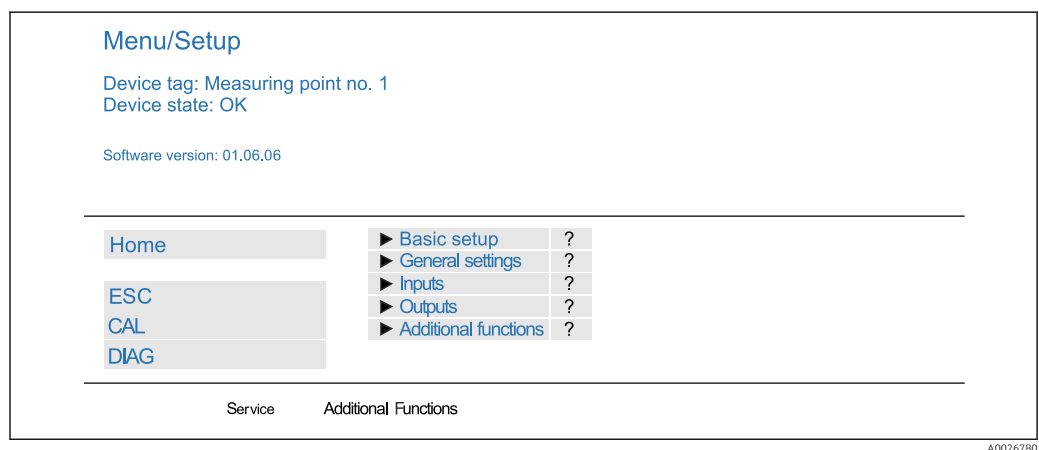 Menu/Setup
Device tag: Measuring point no. 1
Device state: OK
Software version: 01.06.06
Home
ESC
CAL
DIAG
► Basic setup ?
► General settings ?
► Inputs ?
► Outputs ?
► Additional functions ?
Service Additional Functions
A0026780